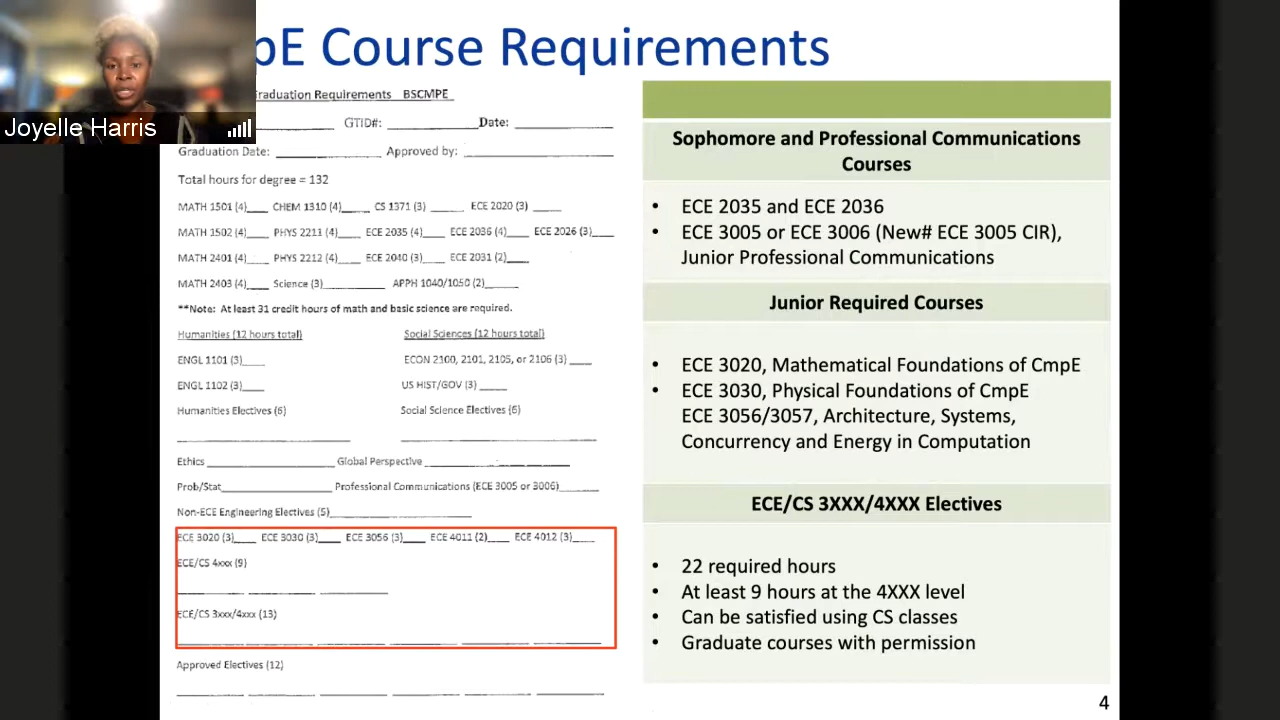 pE Course Requirements
Joyelle Harris
Graduation Requirements BSCMPE
GTID#: Date:
Graduation Date: Approved by:
Total hours for degree = 132
MATH 1501 (4) CHEM 1310 (4) CS 1371 (3) ECE 2020 (3)
MATH 1502 (4) PHYS 2211 (4) ECE 2035 (4) ECE 2036 (4) ECE 2026 (3)
MATH 2401 (4) PHYS 2212 (4) ECE 2040 (3) ECE 2031 (2)
MATH 2403 (4) Science (3) APPH 1040/1050 (2)
**Note: At least 31 credit hours of math and basic science are required.
Humanities (12 hours total) Social Sciences (12 hours total)
ENGL 1101 (3) ECON 2100, 2101, 2105, or 2106 (3)
ENGL 1102 (3) US HIST/GOV (3)
Humanities Electives (6) Social Science Electives (6)
Ethics Global Perspective
Prob/Stat Professional Communications (ECE 3005 or 3006)
Non-ECE Engineering Electives (5)
ECE 3020 (3) ECE 3030 (3) ECE 3056 (3) ECE 4011 (2) ECE 4012 (3)
ECE/CS 4xxx (9)
ECE/CS 3xxx/4xxx (13)
Approved Electives (12)
Sophomore and Professional Communications
Courses
• ECE 2035 and ECE 2036
• ECE 3005 or ECE 3006 (New# ECE 3005 CIR),
Junior Professional Communications
Junior Required Courses
• ECE 3020, Mathematical Foundations of CmpE
• ECE 3030, Physical Foundations of CmpE
ECE 3056/3057, Architecture, Systems,
Concurrency and Energy in Computation
ECE/CS 3XXX/4XXX Electives
• 22 required hours
• At least 9 hours at the 4XXX level
• Can be satisfied using CS classes
• Graduate courses with permission
4